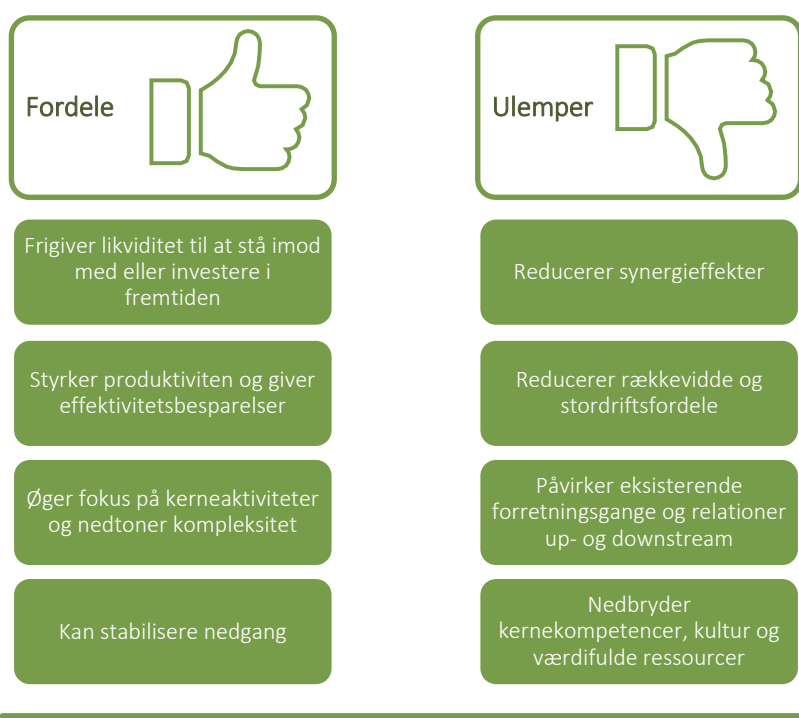 Fordele
Frigiver likviditet til at stå imod
med eller investere i
fremtiden
Styrker produktiviten og giver
effektivitetsbesparelser
Øger fokus på kerneaktiviteter
og nedtoner kompleksitet
Kan stabilisere nedgang
Ulemper
Reducerer synergieffekter
Reducerer rækkevidde og
stordriftsfordele
Påvirker eksisterende
forretningsgange og relationer
up- og downstream
Nedbryder
kernekompetencer, kultur og
værdifulde ressourcer